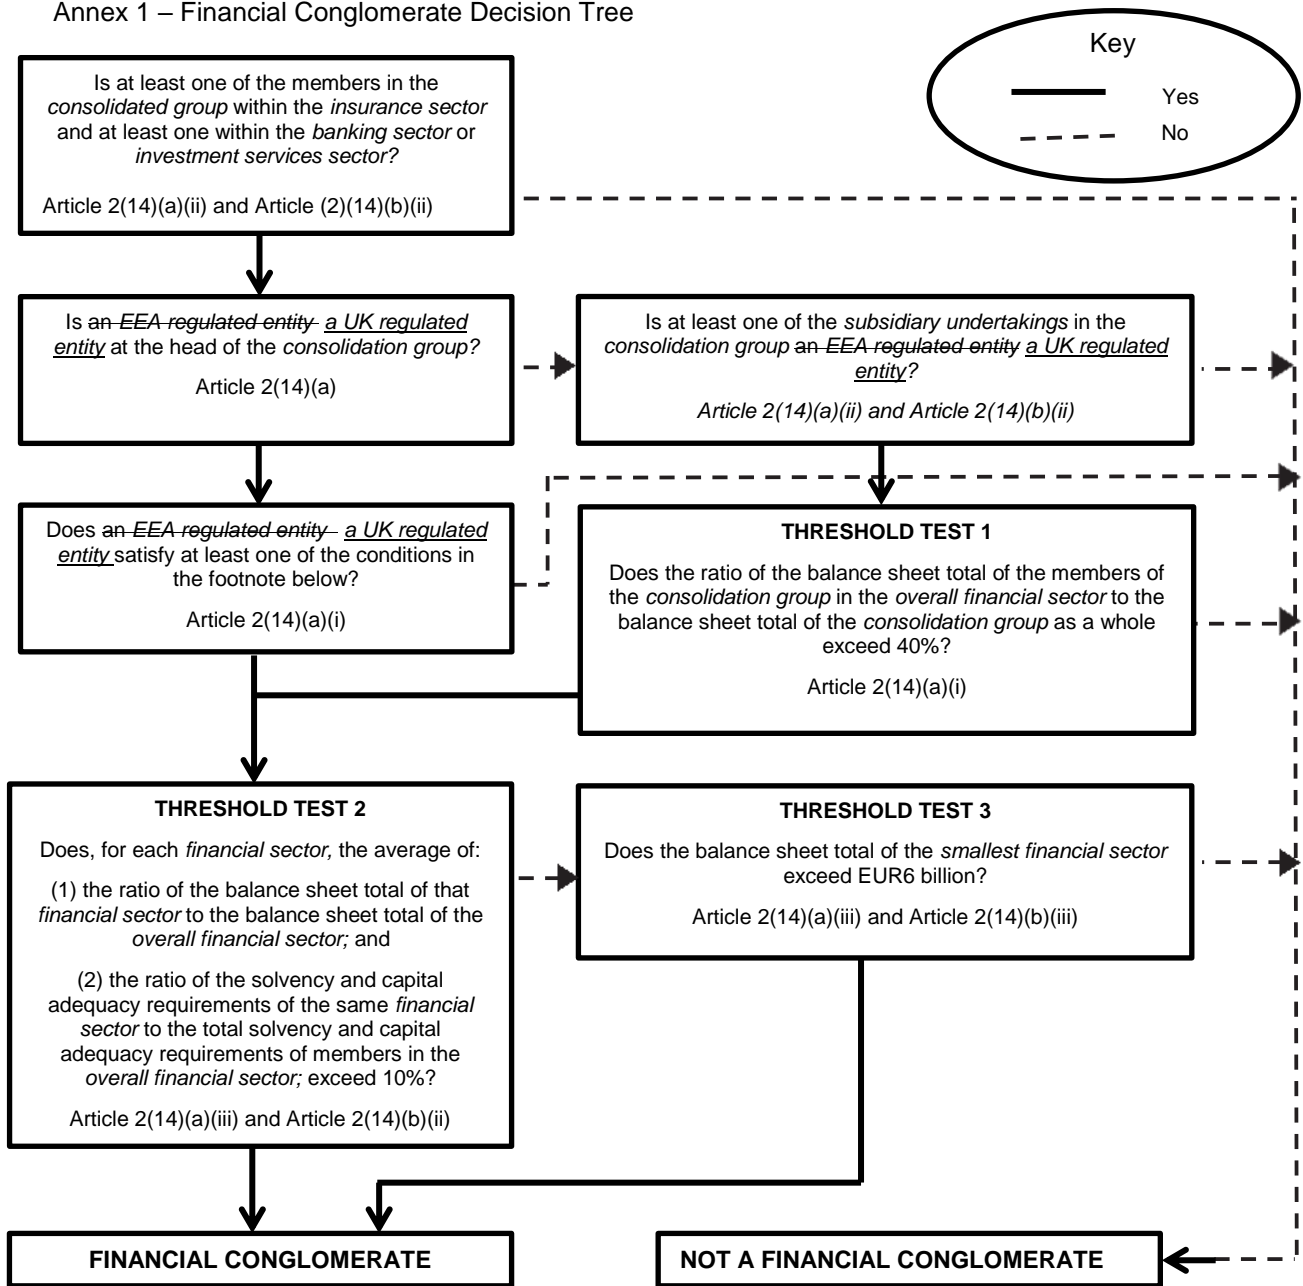 Annex 1 – Financial Conglomerate Decision Tree
Key
Yes
No
Is at least one of the members in the
consolidated group within the insurance sector
and at least one within the banking sector or
investment services sector?
Article 2(14)(a)(ii) and Article (2)(14)(b)(ii)
Is an EEA regulated entity a UK regulated
entity at the head of the consolidation group?
Article 2(14)(a)
Is at least one of the subsidiary undertakings in the
consolidation group an EEA regulated entity a UK regulated
entity?
Article 2(14)(a)(ii) and Article 2(14)(b)(ii)
Does an EEA regulated entity a UK regulated
entity satisfy at least one of the conditions in
the footnote below?
Article 2(14)(a)(i)
THRESHOLD TEST 1
Does the ratio of the balance sheet total of the members of
the consolidation group in the overall financial sector to the
balance sheet total of the consolidation group as a whole
exceed 40%?
Article 2(14)(a)(i)
THRESHOLD TEST 2
Does, for each financial sector, the average of:
(1) the ratio of the balance sheet total of that
financial sector to the balance sheet total of the
overall financial sector; and
(2) the ratio of the solvency and capital
adequacy requirements of the same financial
sector to the total solvency and capital
adequacy requirements of members in the
overall financial sector; exceed 10%?
Article 2(14)(a)(iii) and Article 2(14)(b)(ii)
THRESHOLD TEST 3
Does the balance sheet total of the smallest financial sector
exceed EUR6 billion?
Article 2(14)(a)(iii) and Article 2(14)(b)(iii)
FINANCIAL CONGLOMERATE
NOT A FINANCIAL CONGLOMERATE